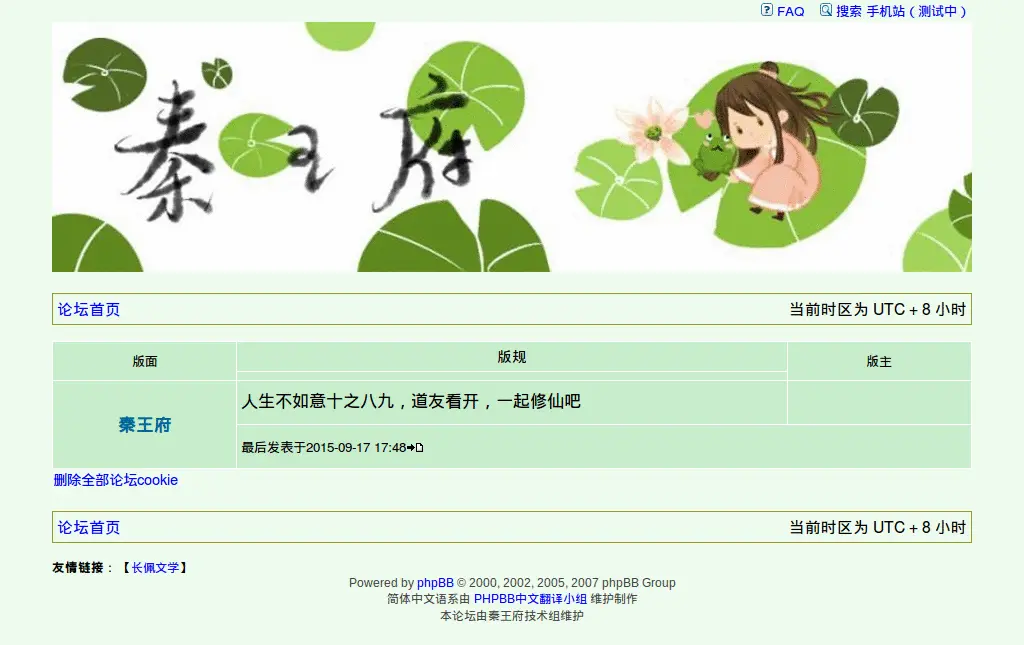 FAQ 搜索 手机站（测试中）
秦王府
论坛首页 当前时区为 UTC + 8 小时
版面 版规 版主
人生不如意十之八九，道友看开，一起修仙吧
秦王府
最后发表于2015-09-17 17:48
删除全部论坛cookie
论坛首页 当前时区为 UTC + 8 小时
友情链接：【长佩文学】
Powered by phpBB © 2000, 2002, 2005, 2007 phpBB Group
简体中文语系由 PHPBB中文翻译小组 维护制作
本论坛由秦王府技术组维护